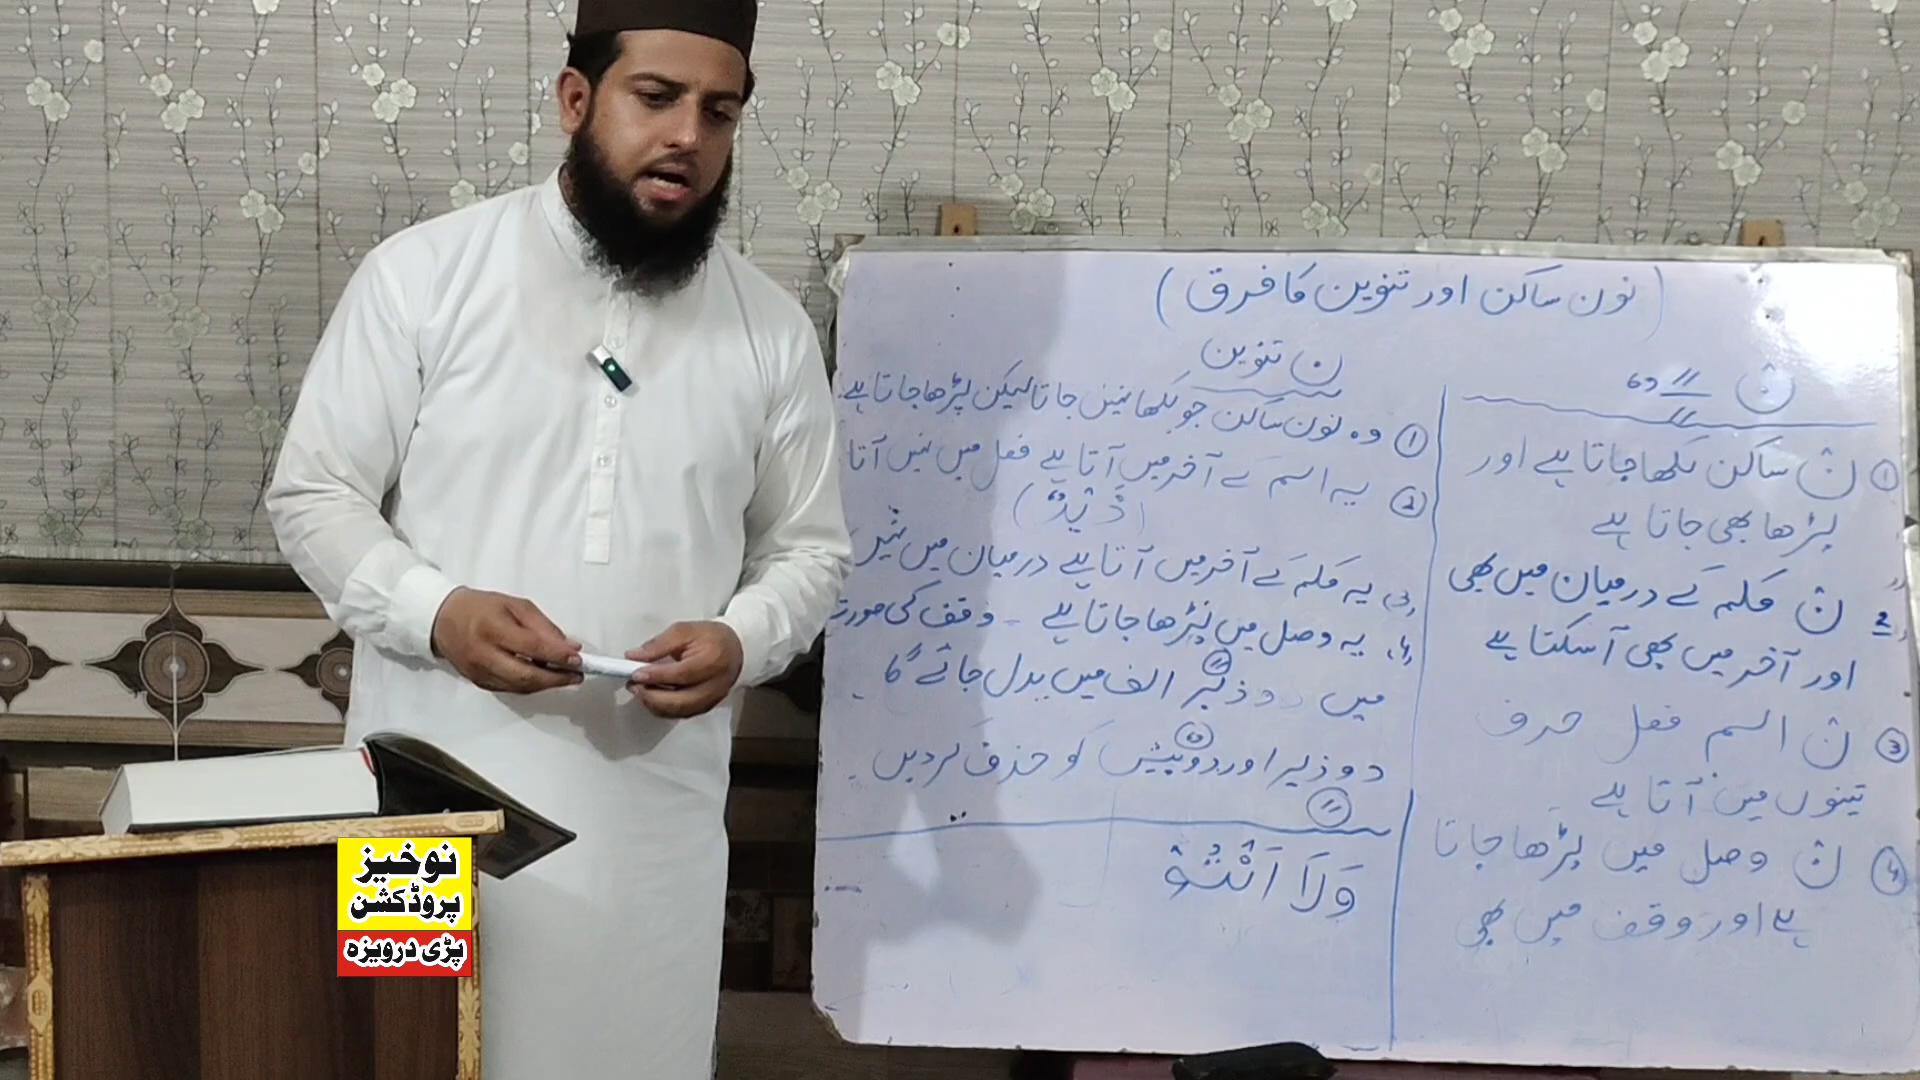 (نون ساکن اور تنوین کا فرق)
نْ
ن تنوین
① نْ ساکن لکھا جاتا ہے اور
پڑھا بھی جاتا ہے
2 نْ کلمہ کے درمیان میں بھی
اور آخر میں بھی آ سکتا ہے
③ نْ اسم فعل حرف
تینوں میں آتا ہے
④ نْ وصل میں پڑھا جاتا
ہے اور وقف میں بھی
① وہ نون ساکن جو لکھا نہیں جاتا لیکن پڑھا جاتا ہے
② یہ اسم کے آخر میں آتا ہے فعل میں نہیں آتا
(زَیْدٌ)
(3) یہ کلمہ کے آخر میں آتا ہے درمیان میں نہیں
(4) یہ وصل میں پڑھا جاتا ہے ۔ وقف کی صورت
میں دو زبر الف میں بدل جائے گا ۔
دو زیر اور دو پیش کو حذف کر دیں ۔
وَلَا اَنْتُمْ
نوخیز
پروڈکشن
پڑی درویزہ